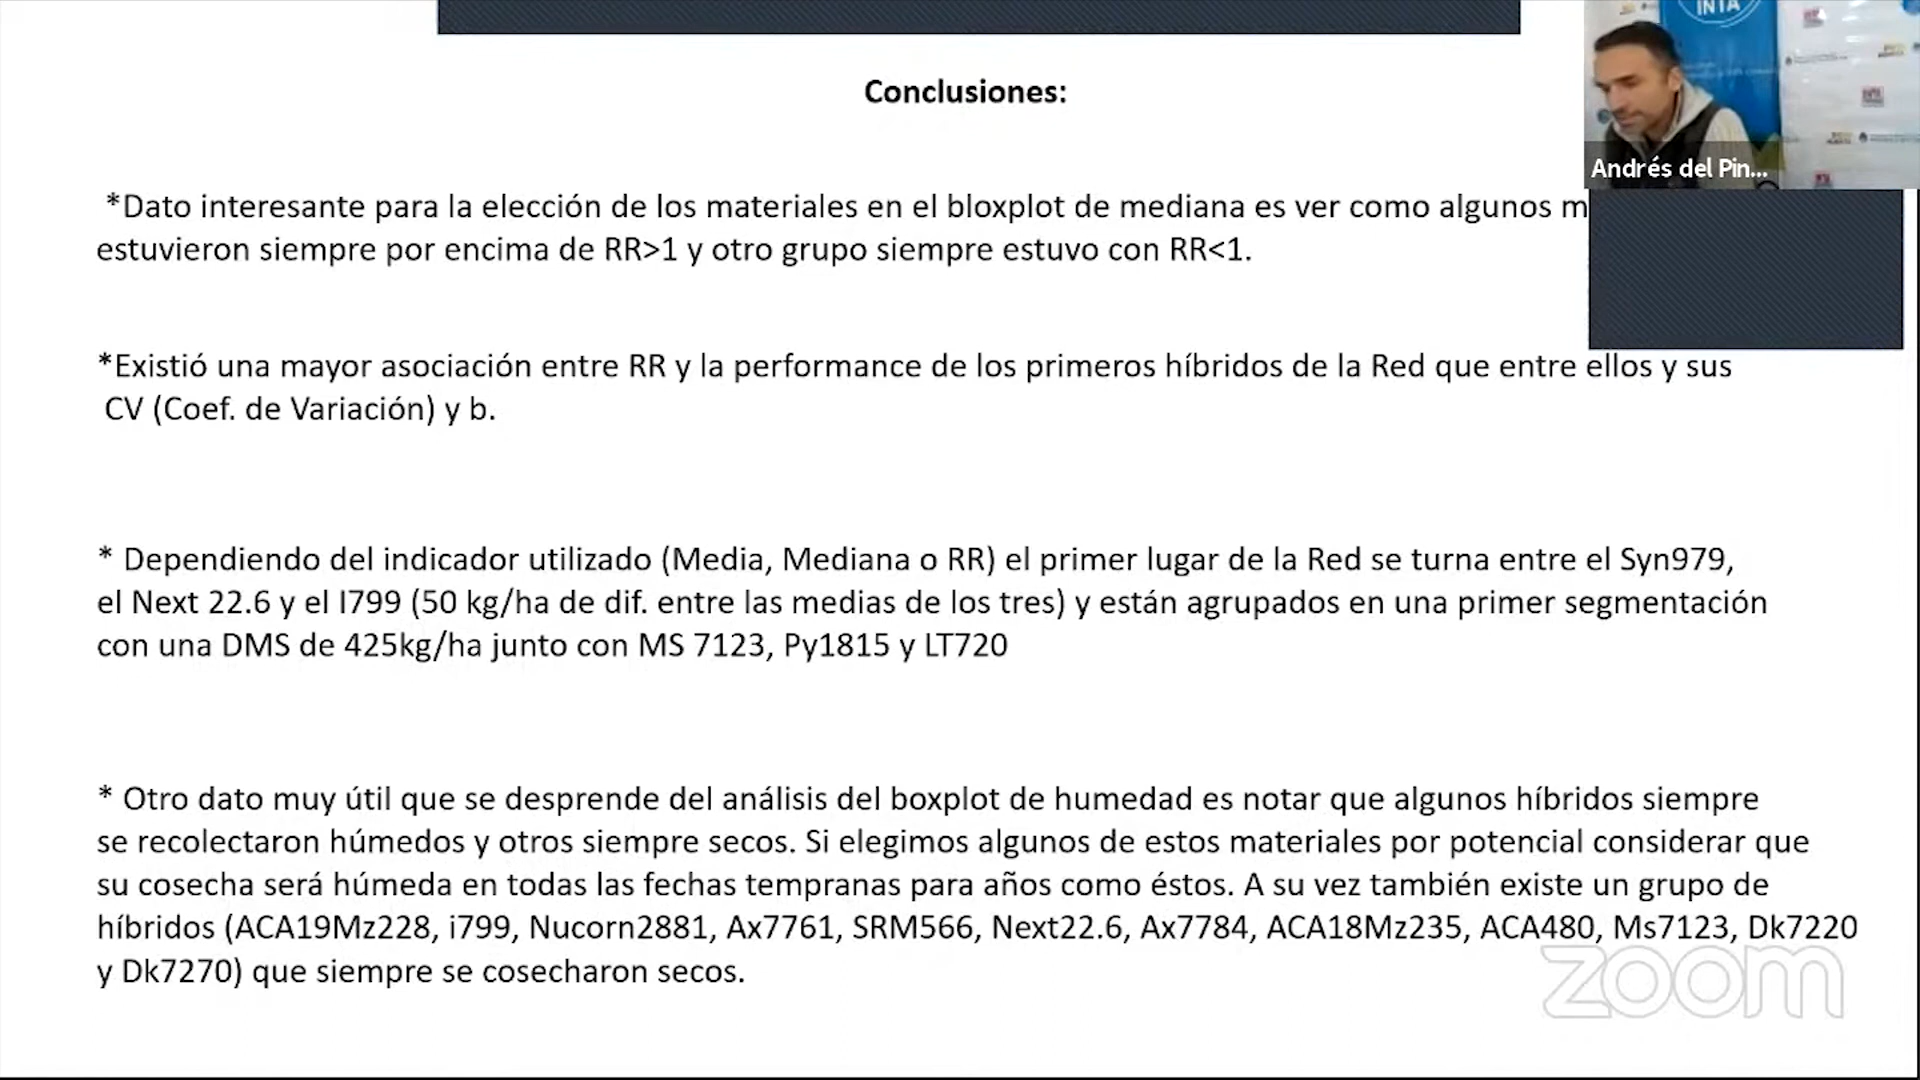 INTA
Conclusiones:
Andrés del Pin...
*Dato interesante para la elección de los materiales en el bloxplot de mediana es ver como algunos m
estuvieron siempre por encima de RR>1 y otro grupo siempre estuvo con RR<1.
*Existió una mayor asociación entre RR y la performance de los primeros híbridos de la Red que entre ellos y sus
CV (Coef. de Variación) y b.
* Dependiendo del indicador utilizado (Media, Mediana o RR) el primer lugar de la Red se turna entre el Syn979,
el Next 22.6 y el I799 (50 kg/ha de dif. entre las medias de los tres) y están agrupados en una primer segmentación
con una DMS de 425kg/ha junto con MS 7123, Py1815 y LT720
* Otro dato muy útil que se desprende del análisis del boxplot de humedad es notar que algunos híbridos siempre
se recolectaron húmedos y otros siempre secos. Si elegimos algunos de estos materiales por potencial considerar que
su cosecha será húmeda en todas las fechas tempranas para años como éstos. A su vez también existe un grupo de
híbridos (ACA19Mz228, i799, Nucorn2881, Ax7761, SRM566, Next22.6, Ax7784, ACA18Mz235, ACA480, Ms7123, Dk7220
y Dk7270) que siempre se cosecharon secos.
zoom